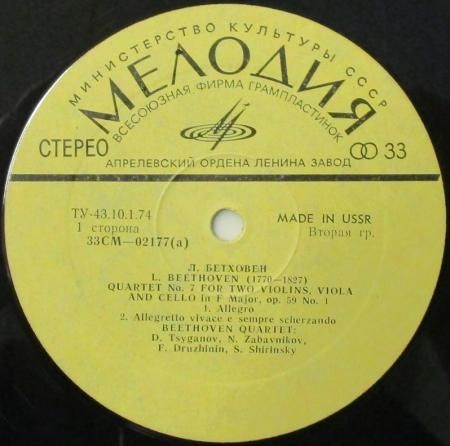 МИНИСТЕРСТВО КУЛЬТУРЫ СССР
МЕЛОДИЯ
ВСЕСОЮЗНАЯ ФИРМА ГРАМПЛАСТИНОК
СТЕРЕО
33
АПРЕЛЕВСКИЙ ОРДЕНА ЛЕНИНА ЗАВОД
ТУ-43.10.1.74
MADE IN USSR
1 сторона
Вторая гр.
33СМ—02177(а)
Л. БЕТХОВЕН
L. BEETHOVEN (1770—1827)
QUARTET No. 7 FOR TWO VIOLINS, VIOLA
AND CELLO in F Major, op. 59 No. 1
1. Allegro
2. Allegretto vivace e sempre scherzando
BEETHOVEN QUARTET:
D. Tsyganov, N. Zabavnikov,
F. Druzhinin, S. Shirinsky